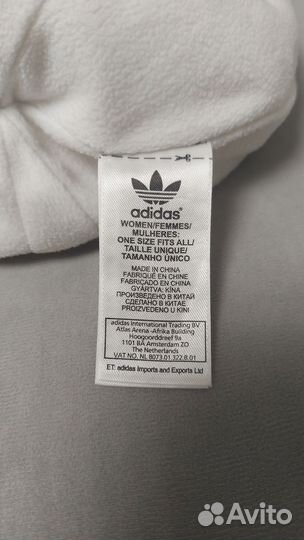 adidas
WOMEN/FEMMES/
MULHERES:
ONE SIZE FITS ALL/
TAILLE UNIQUE/
TAMANHO ÚNICO
MADE IN CHINA
FABRIQUÉ EN CHINE
FABRICADO EN CHINA
GYÁRTVA: KÍNA
ПРОИЗВЕДЕНО В КИТАЙ
СДЕЛАНО В КИТАЕ
PROIZVEDENO U KINI
adidas International Trading BV
Atlas Arena -Afrika Building
Hoogoorddreef 9a
1101 BA Amsterdam ZO
The Netherlands
VAT NO. NL 8073.01.322.B.01
ET: adidas Imports and Exports Ltd
Avito